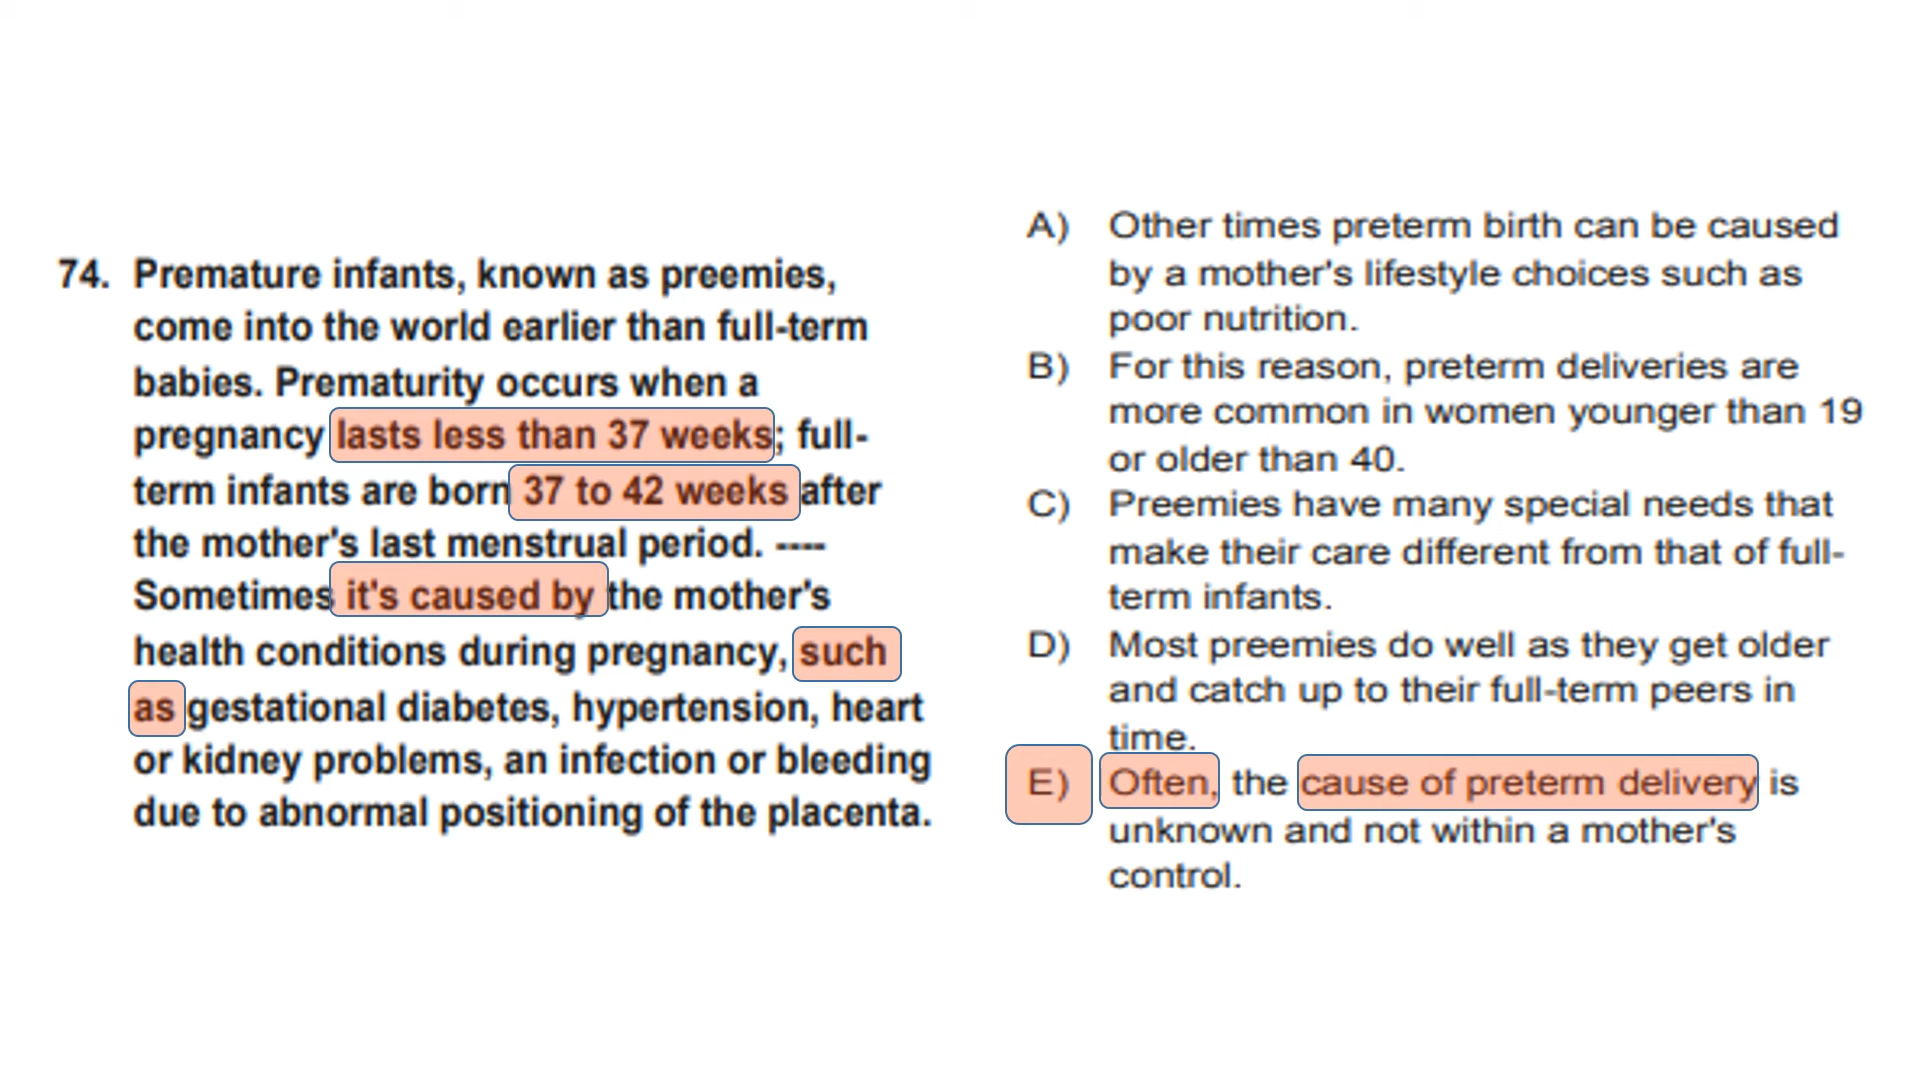 74. Premature infants, known as preemies,
come into the world earlier than full-term
babies. Prematurity occurs when a
pregnancy lasts less than 37 weeks; full-
term infants are born 37 to 42 weeks after
the mother's last menstrual period. ----
Sometimes it's caused by the mother's
health conditions during pregnancy, such
as gestational diabetes, hypertension, heart
or kidney problems, an infection or bleeding
due to abnormal positioning of the placenta.
A) Other times preterm birth can be caused
by a mother's lifestyle choices such as
poor nutrition.
B) For this reason, preterm deliveries are
more common in women younger than 19
or older than 40.
C) Preemies have many special needs that
make their care different from that of full-
term infants.
D) Most preemies do well as they get older
and catch up to their full-term peers in
time.
E) Often, the cause of preterm delivery is
unknown and not within a mother's
control.